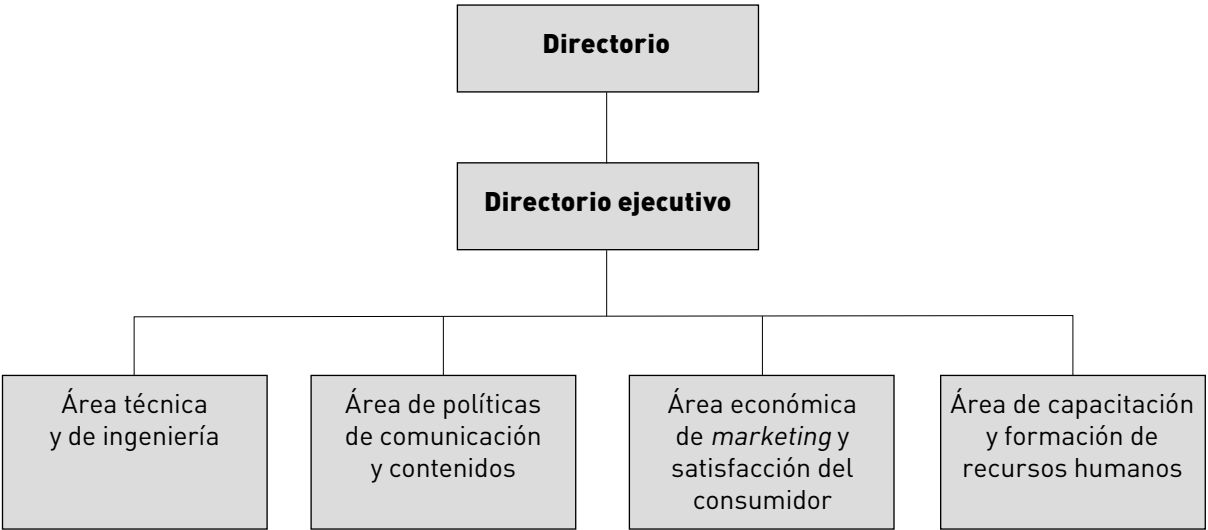 Directorio
Directorio ejecutivo
Área técnica
y de ingeniería
Área de políticas
de comunicación
y contenidos
Área económica
de marketing y
satisfacción del
consumidor
Área de capacitación
y formación de
recursos humanos